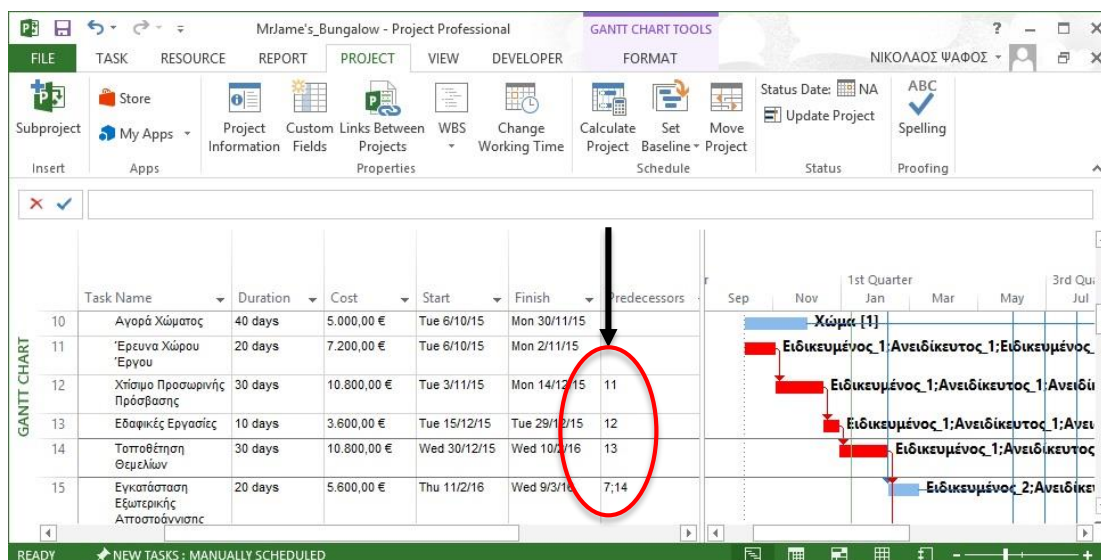 MrJame's_Bungalow - Project Professional
GANTT CHART TOOLS
?
FILE TASK RESOURCE REPORT PROJECT VIEW DEVELOPER FORMAT
ΝΙΚΟΛΑΟΣ ΨΑΦΟΣ
Subproject
Store
My Apps
Project Information
Custom Fields
Links Between Projects
WBS
Change Working Time
Calculate Project
Set Baseline
Move Project
Status Date: NA
Update Project
ABC
Spelling
Insert Apps Properties Schedule Status Proofing
1st Quarter
Task Name Duration Cost Start Finish Predecessors Sep Nov Jan Mar May Jul
10 Αγορά Χώματος 40 days 5.000,00 € Tue 6/10/15 Mon 30/11/15 Χώμα [1]
11 Έρευνα Χώρου 20 days 7.200,00 € Tue 6/10/15 Mon 2/11/15 Ειδικευμένος_1;Ανειδίκευτος_1;Ειδικευμένος_
Έργου
12 Χτίσιμο Προσωρινής 30 days 10.800,00 € Tue 3/11/15 Mon 14/12/15 11 Ειδικευμένος_1;Ανειδίκευτος_1;Ανειδί
Πρόσβασης
13 Εδαφικές Εργασίες 10 days 3.600,00 € Tue 15/12/15 Tue 29/12/15 12 Ειδικευμένος_1;Ανειδίκευτος_1;Ανει
14 Τοποθέτηση 30 days 10.800,00 € Wed 30/12/15 Wed 10/2/16 13 Ειδικευμένος_1;Ανειδίκευτος
Θεμελίων
15 Εγκατάσταση 20 days 5.600,00 € Thu 11/2/16 Wed 9/3/16 7;14 Ειδικευμένος_2;Ανειδίκε
Εξωτερικής
Αποστράγγισης
GANTT CHART
READY NEW TASKS : MANUALLY SCHEDULED